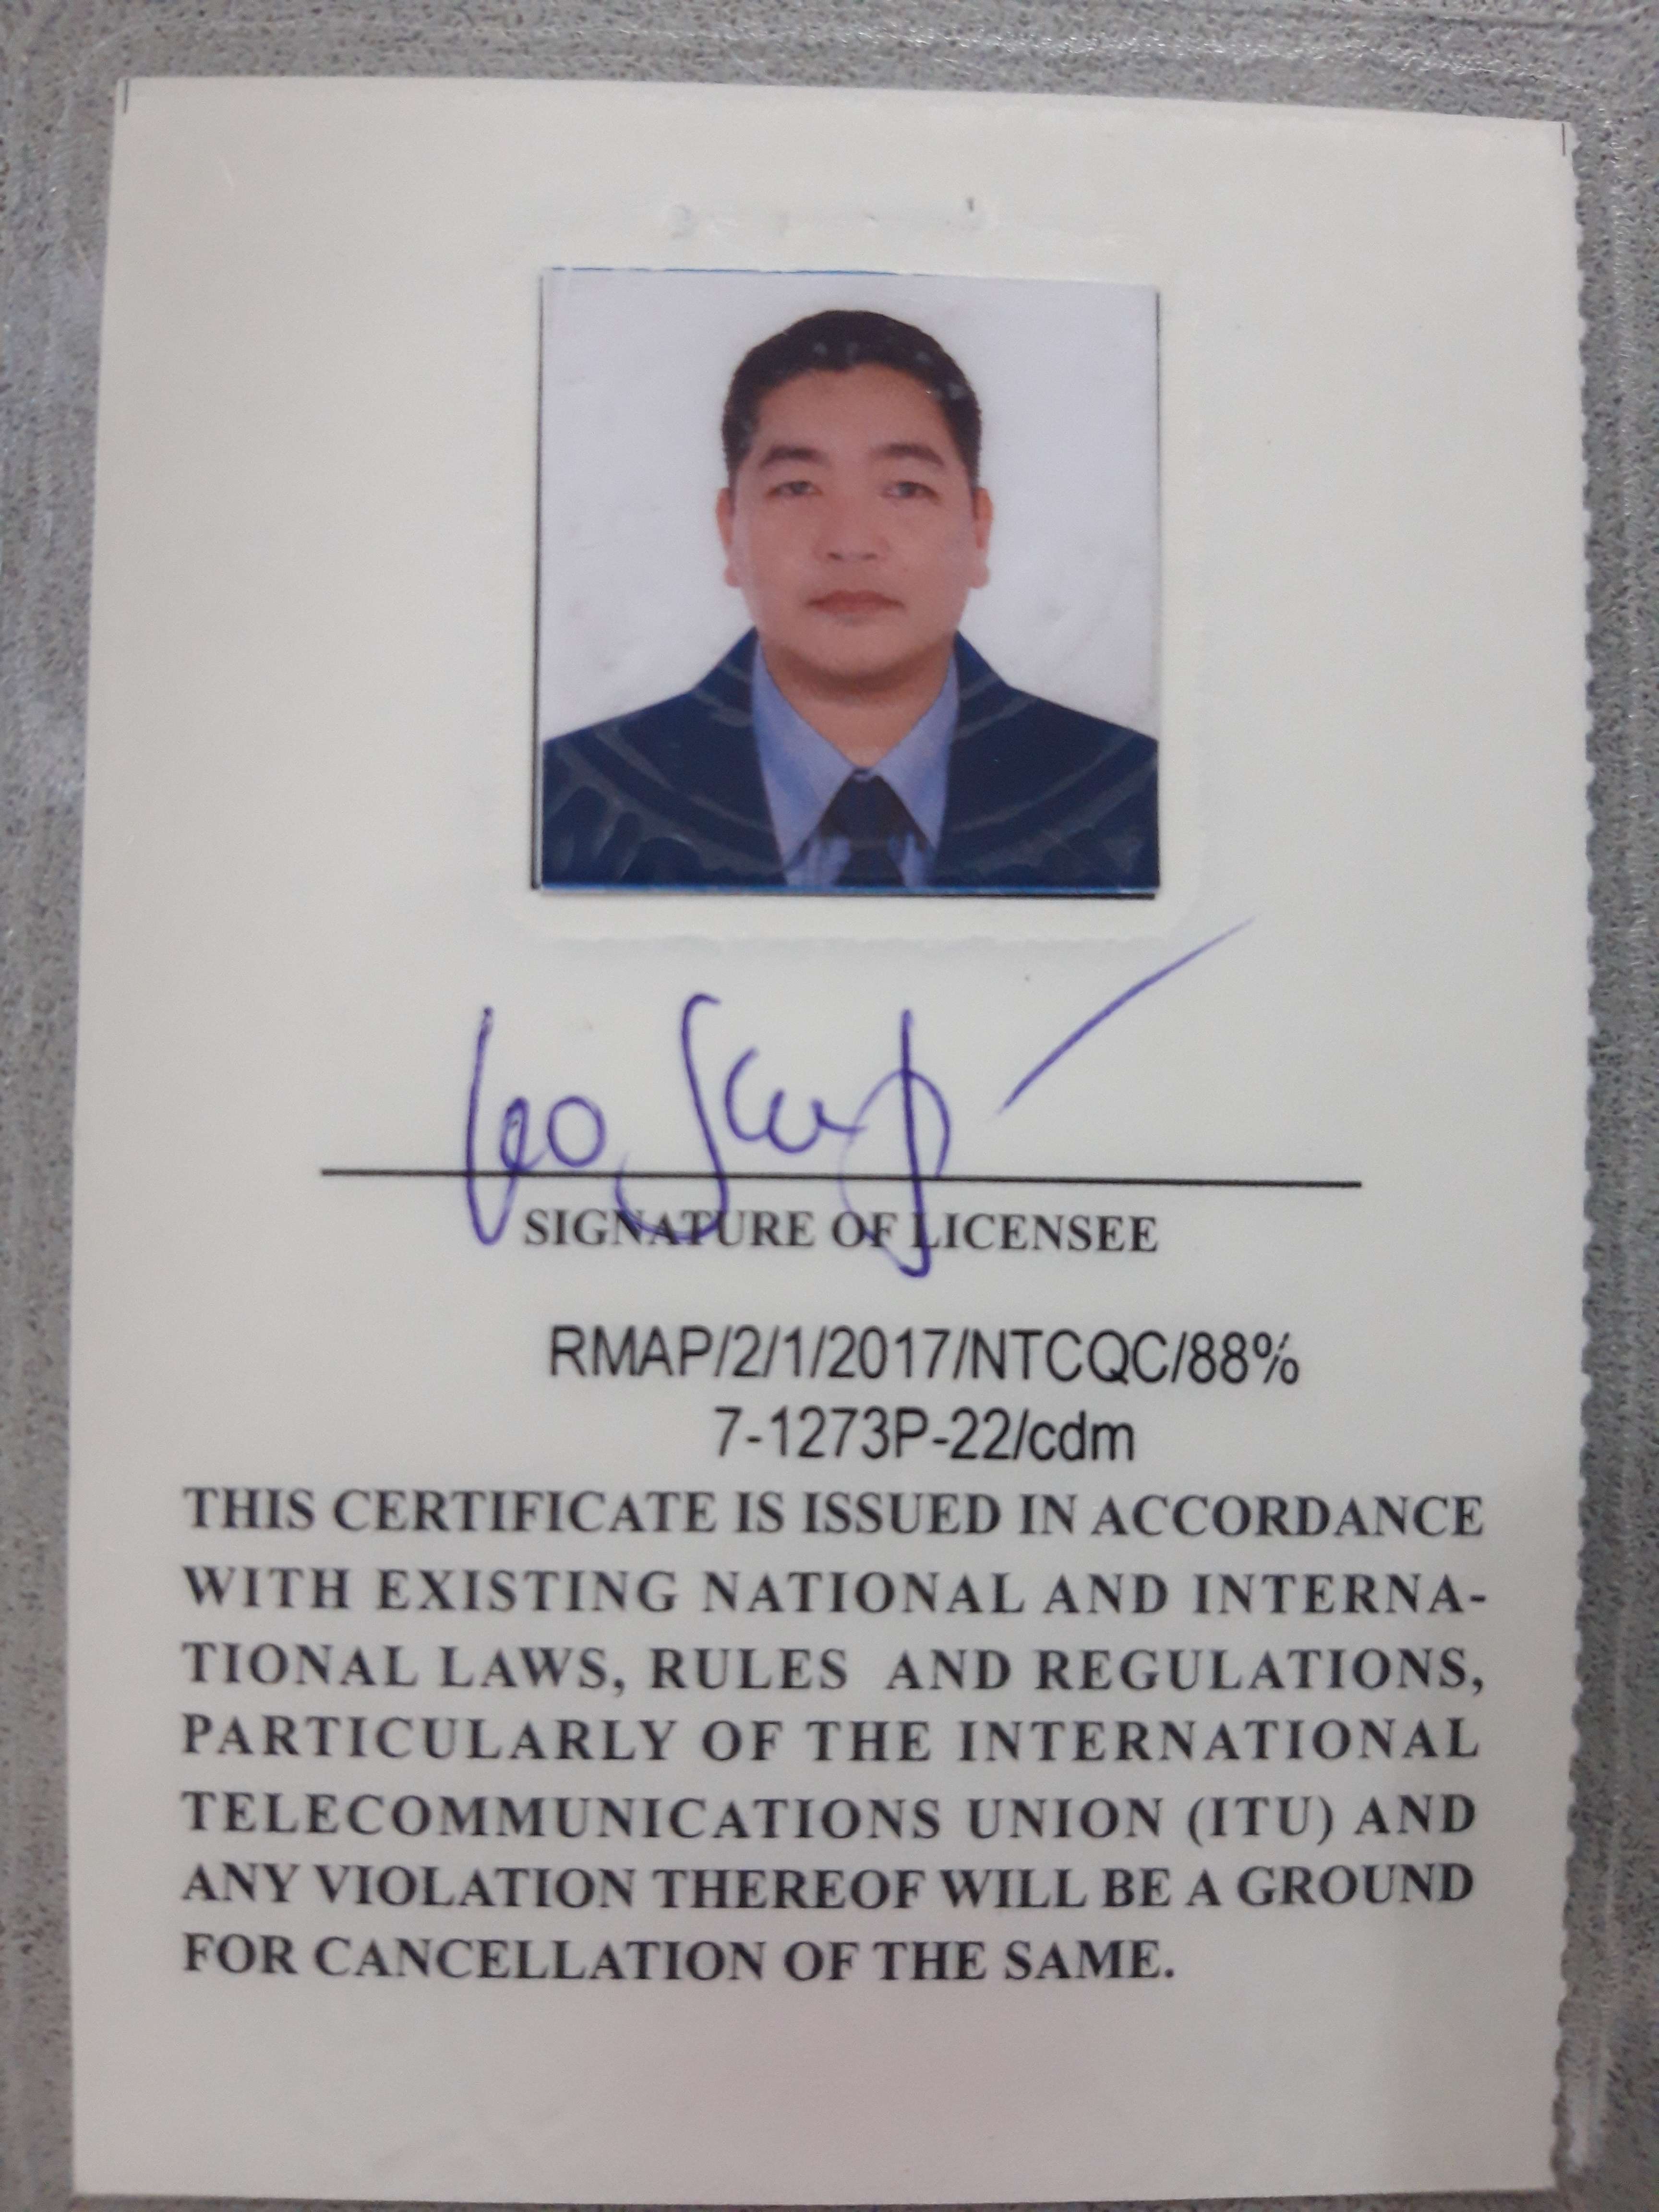 SIGNATURE OF LICENSEE
RMAP/2/1/2017/NTCQC/88%
7-1273P-22/cdm
THIS CERTIFICATE IS ISSUED IN ACCORDANCE
WITH EXISTING NATIONAL AND INTERNA-
TIONAL LAWS, RULES AND REGULATIONS,
PARTICULARLY OF THE INTERNATIONAL
TELECOMMUNICATIONS UNION (ITU) AND
ANY VIOLATION THEREOF WILL BE A GROUND
FOR CANCELLATION OF THE SAME.